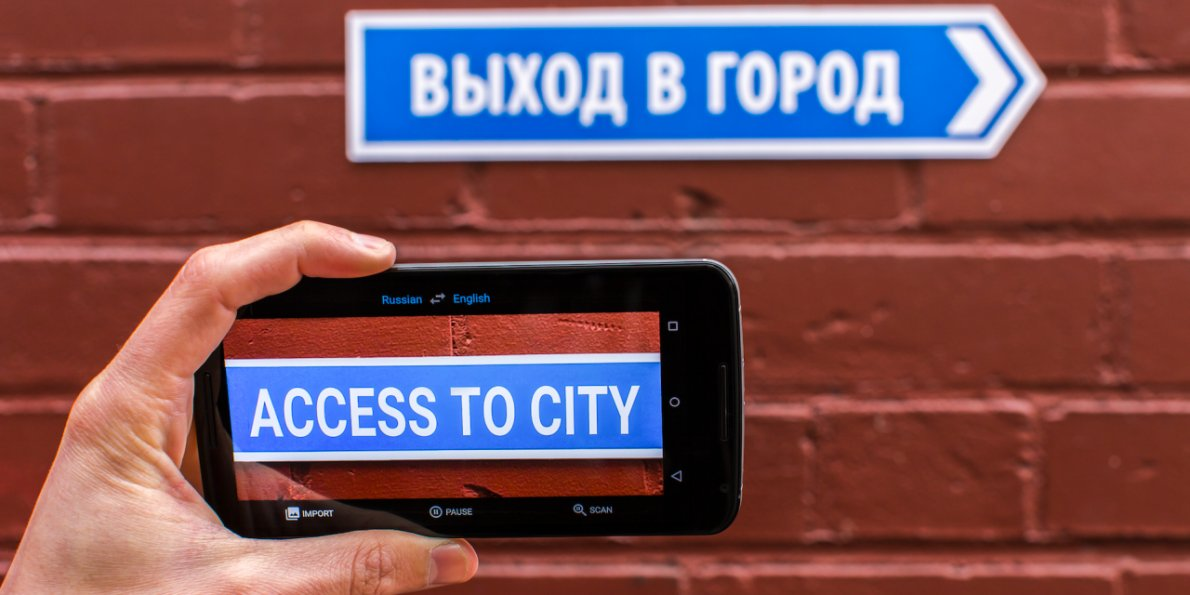 ВЫХОД В ГОРОД
Russian English
ACCESS TO CITY
IMPORT PAUSE SCAN